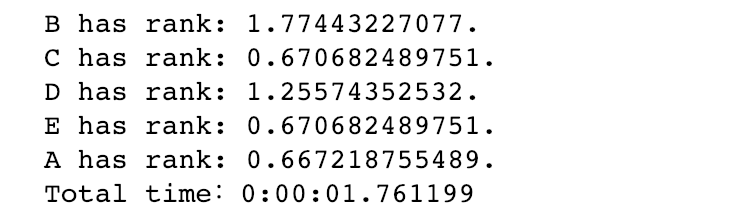 B has rank: 1.77443227077.
C has rank: 0.670682489751.
D has rank: 1.25574352532.
E has rank: 0.670682489751.
A has rank: 0.667218755489.
Total time: 0:00:01.761199